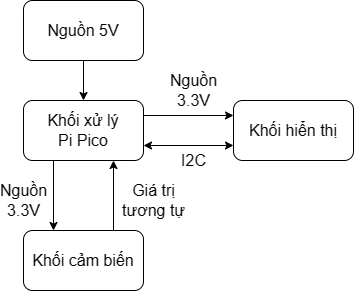 Nguồn 5V
Khối xử lý
Pi Pico
Nguồn
3.3V
Khối hiển thị
I2C
Nguồn
3.3V
Giá trị
tương tự
Khối cảm biến